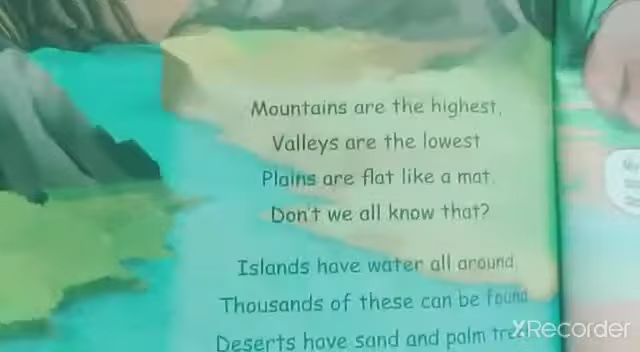 Mountains are the highest,
Valleys are the lowest
Plains are flat like a mat.
Don't we all know that?
Islands have water all around
Thousands of these can be found
Deserts have sand and palm
XRecorder